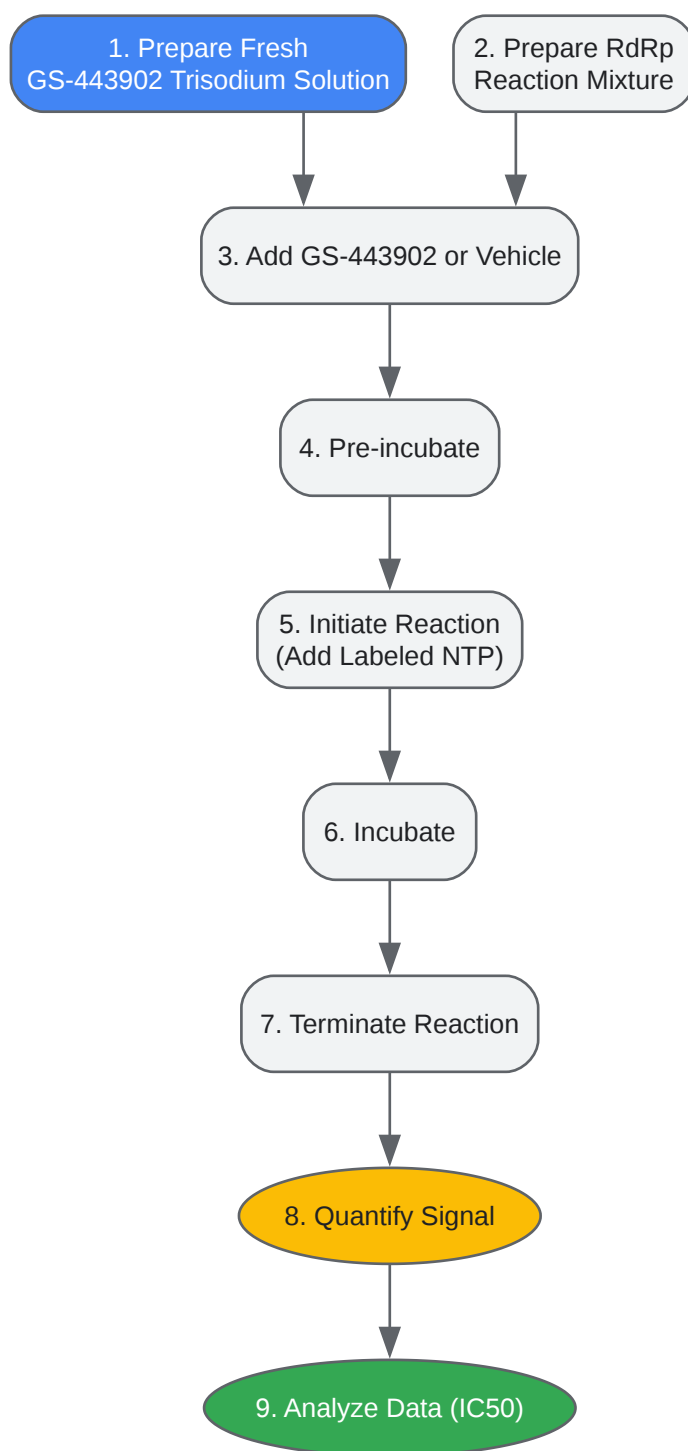 1. Prepare Fresh
GS-443902 Trisodium Solution
2. Prepare RdRp
Reaction Mixture
3. Add GS-443902 or Vehicle
4. Pre-incubate
5. Initiate Reaction
(Add Labeled NTP)
6. Incubate
7. Terminate Reaction
8. Quantify Signal
9. Analyze Data (IC50)